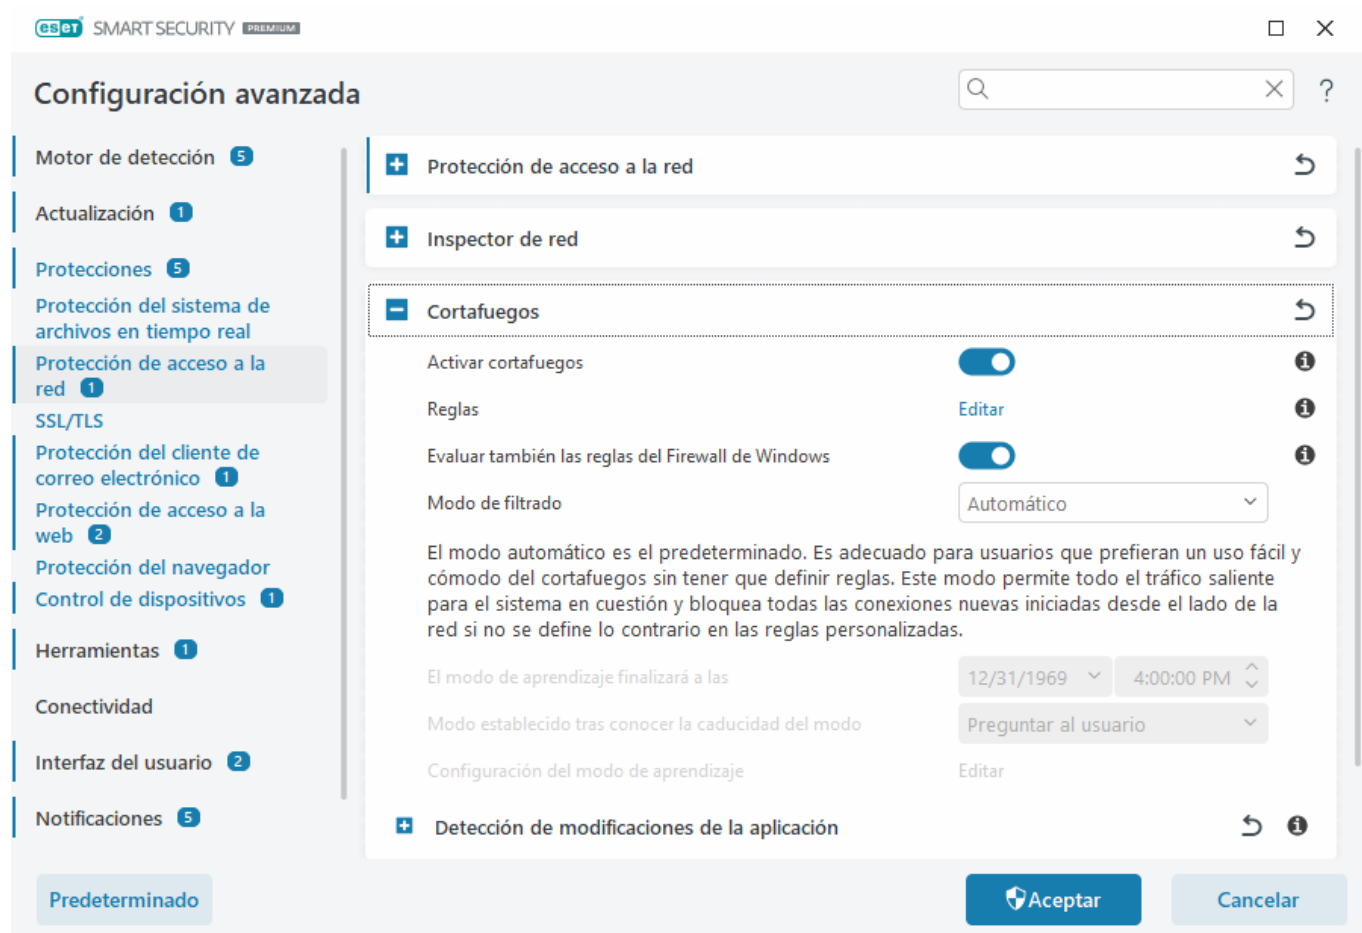 eset SMART SECURITY PREMIUM
Configuración avanzada
?
Motor de detección 5
Actualización 1
Protecciones 5
Protección del sistema de
archivos en tiempo real
Protección de acceso a la
red 1
SSL/TLS
Protección del cliente de
correo electrónico 1
Protección de acceso a la
web 2
Protección del navegador
Control de dispositivos 1
Herramientas 1
Conectividad
Interfaz del usuario 2
Notificaciones 5
Protección de acceso a la red
Inspector de red
Cortafuegos
Activar cortafuegos
Reglas Editar
Evaluar también las reglas del Firewall de Windows
Modo de filtrado Automático
El modo automático es el predeterminado. Es adecuado para usuarios que prefieran un uso fácil y
cómodo del cortafuegos sin tener que definir reglas. Este modo permite todo el tráfico saliente
para el sistema en cuestión y bloquea todas las conexiones nuevas iniciadas desde el lado de la
red si no se define lo contrario en las reglas personalizadas.
El modo de aprendizaje finalizará a las 12/31/1969 4:00:00 PM
Modo establecido tras conocer la caducidad del modo Preguntar al usuario
Configuración del modo de aprendizaje Editar
Detección de modificaciones de la aplicación
Predeterminado Aceptar Cancelar